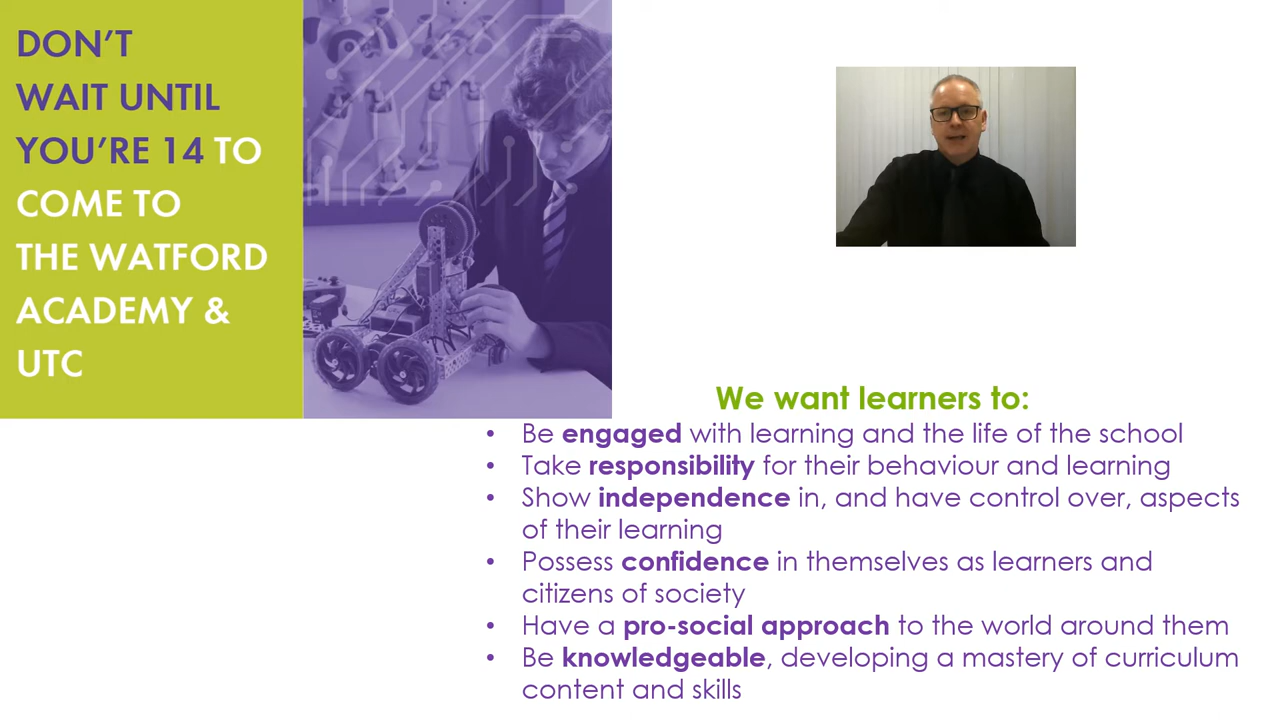 DON’T
WAIT UNTIL
YOU’RE 14 TO
COME TO
THE WATFORD
ACADEMY &
UTC
We want learners to:
• Be engaged with learning and the life of the school
• Take responsibility for their behaviour and learning
• Show independence in, and have control over, aspects
of their learning
• Possess confidence in themselves as learners and
citizens of society
• Have a pro-social approach to the world around them
• Be knowledgeable, developing a mastery of curriculum
content and skills